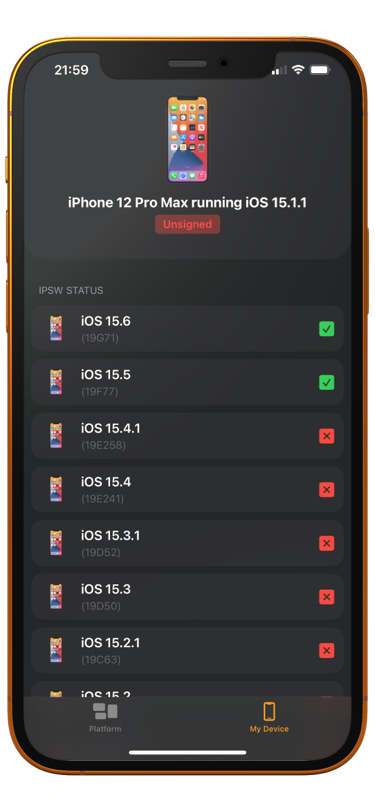 21:59
iPhone 12 Pro Max running iOS 15.1.1
Unsigned
IPSW STATUS
iOS 15.6
(19G71)
iOS 15.5
(19F77)
iOS 15.4.1
(19E258)
iOS 15.4
(19E241)
iOS 15.3.1
(19D52)
iOS 15.3
(19D50)
iOS 15.2.1
(19C63)
iOS 15.2
Platform
My Device